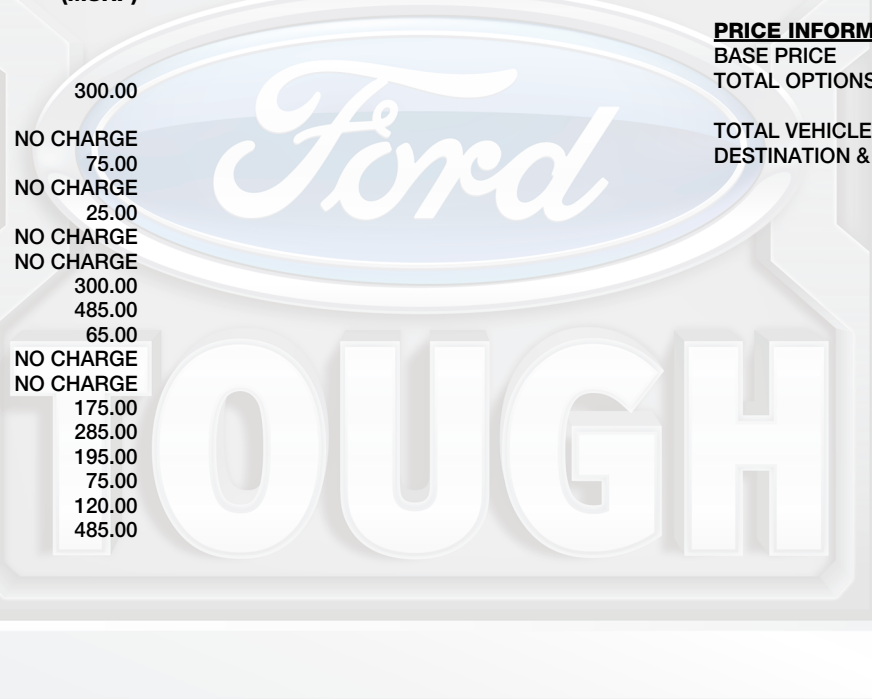 300.00
NO CHARGE
75.00
NO CHARGE
25.00
NO CHARGE
NO CHARGE
300.00
485.00
65.00
NO CHARGE
NO CHARGE
175.00
285.00
195.00
75.00
120.00
485.00
PRICE
BASE PRICE
TOTAL OPTIONS
TOTAL VEHICLE
DESTINATION &
Ford
TOUGH